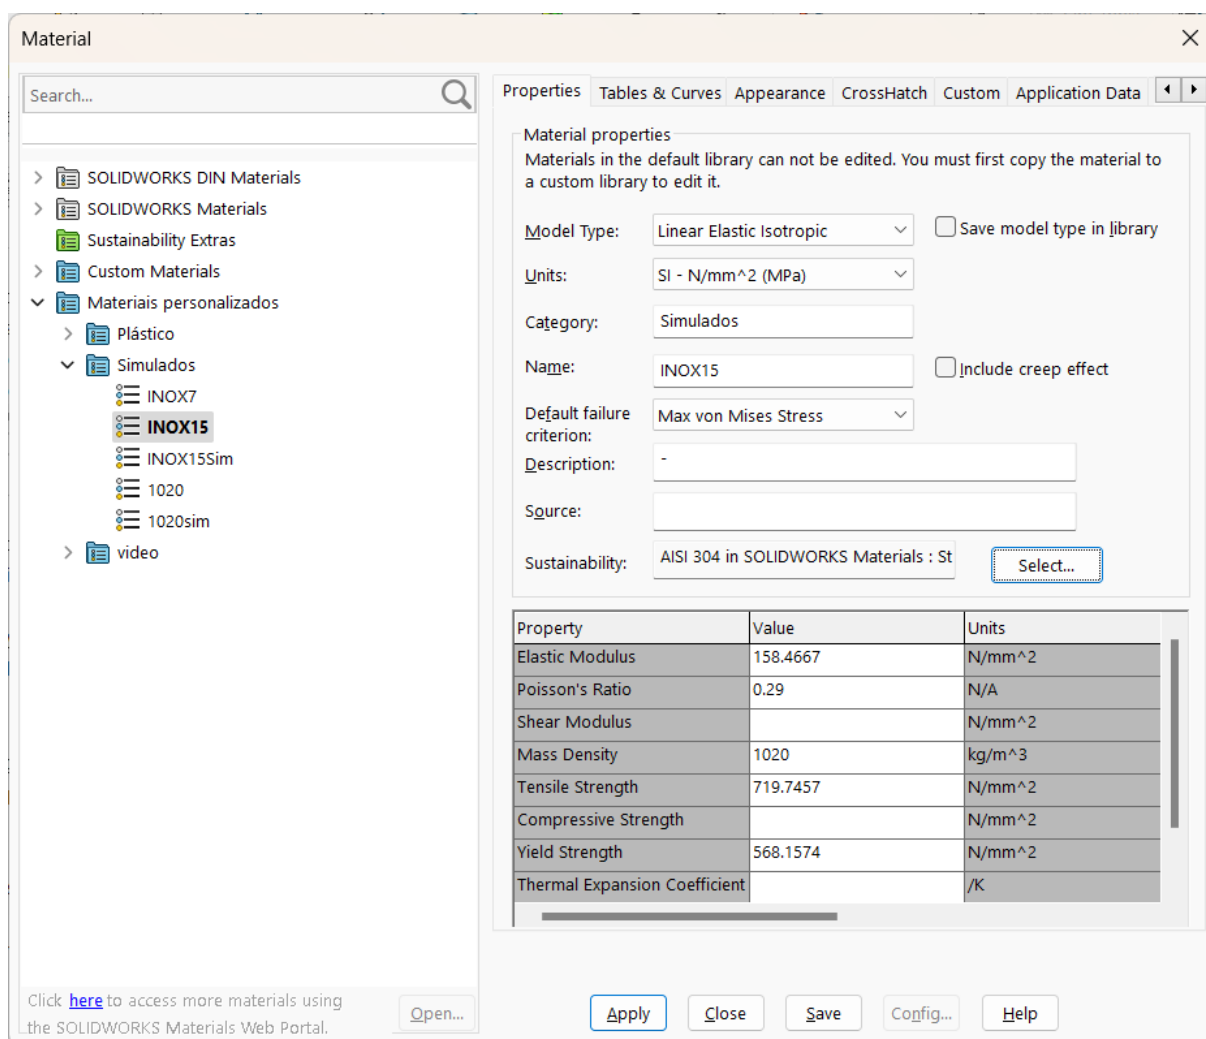 Material
Search...
SOLIDWORKS DIN Materials
SOLIDWORKS Materials
Sustainability Extras
Custom Materials
Materiais personalizados
Plástico
Simulados
INOX7
INOX15
INOX15Sim
1020
1020sim
video
Click here to access more materials using
the SOLIDWORKS Materials Web Portal.
Open...
Properties Tables & Curves Appearance CrossHatch Custom Application Data
Material properties
Materials in the default library can not be edited. You must first copy the material to
a custom library to edit it.
Model Type: Linear Elastic Isotropic Save model type in library
Units: SI - N/mm^2 (MPa)
Category: Simulados
Name: INOX15 Include creep effect
Default failure
criterion: Max von Mises Stress
Description: -
Source:
Sustainability: AISI 304 in SOLIDWORKS Materials : St Select...
Property Value Units
Elastic Modulus 158.4667 N/mm^2
Poisson's Ratio 0.29 N/A
Shear Modulus N/mm^2
Mass Density 1020 kg/m^3
Tensile Strength 719.7457 N/mm^2
Compressive Strength N/mm^2
Yield Strength 568.1574 N/mm^2
Thermal Expansion Coefficient /K
Apply Close Save Config... Help